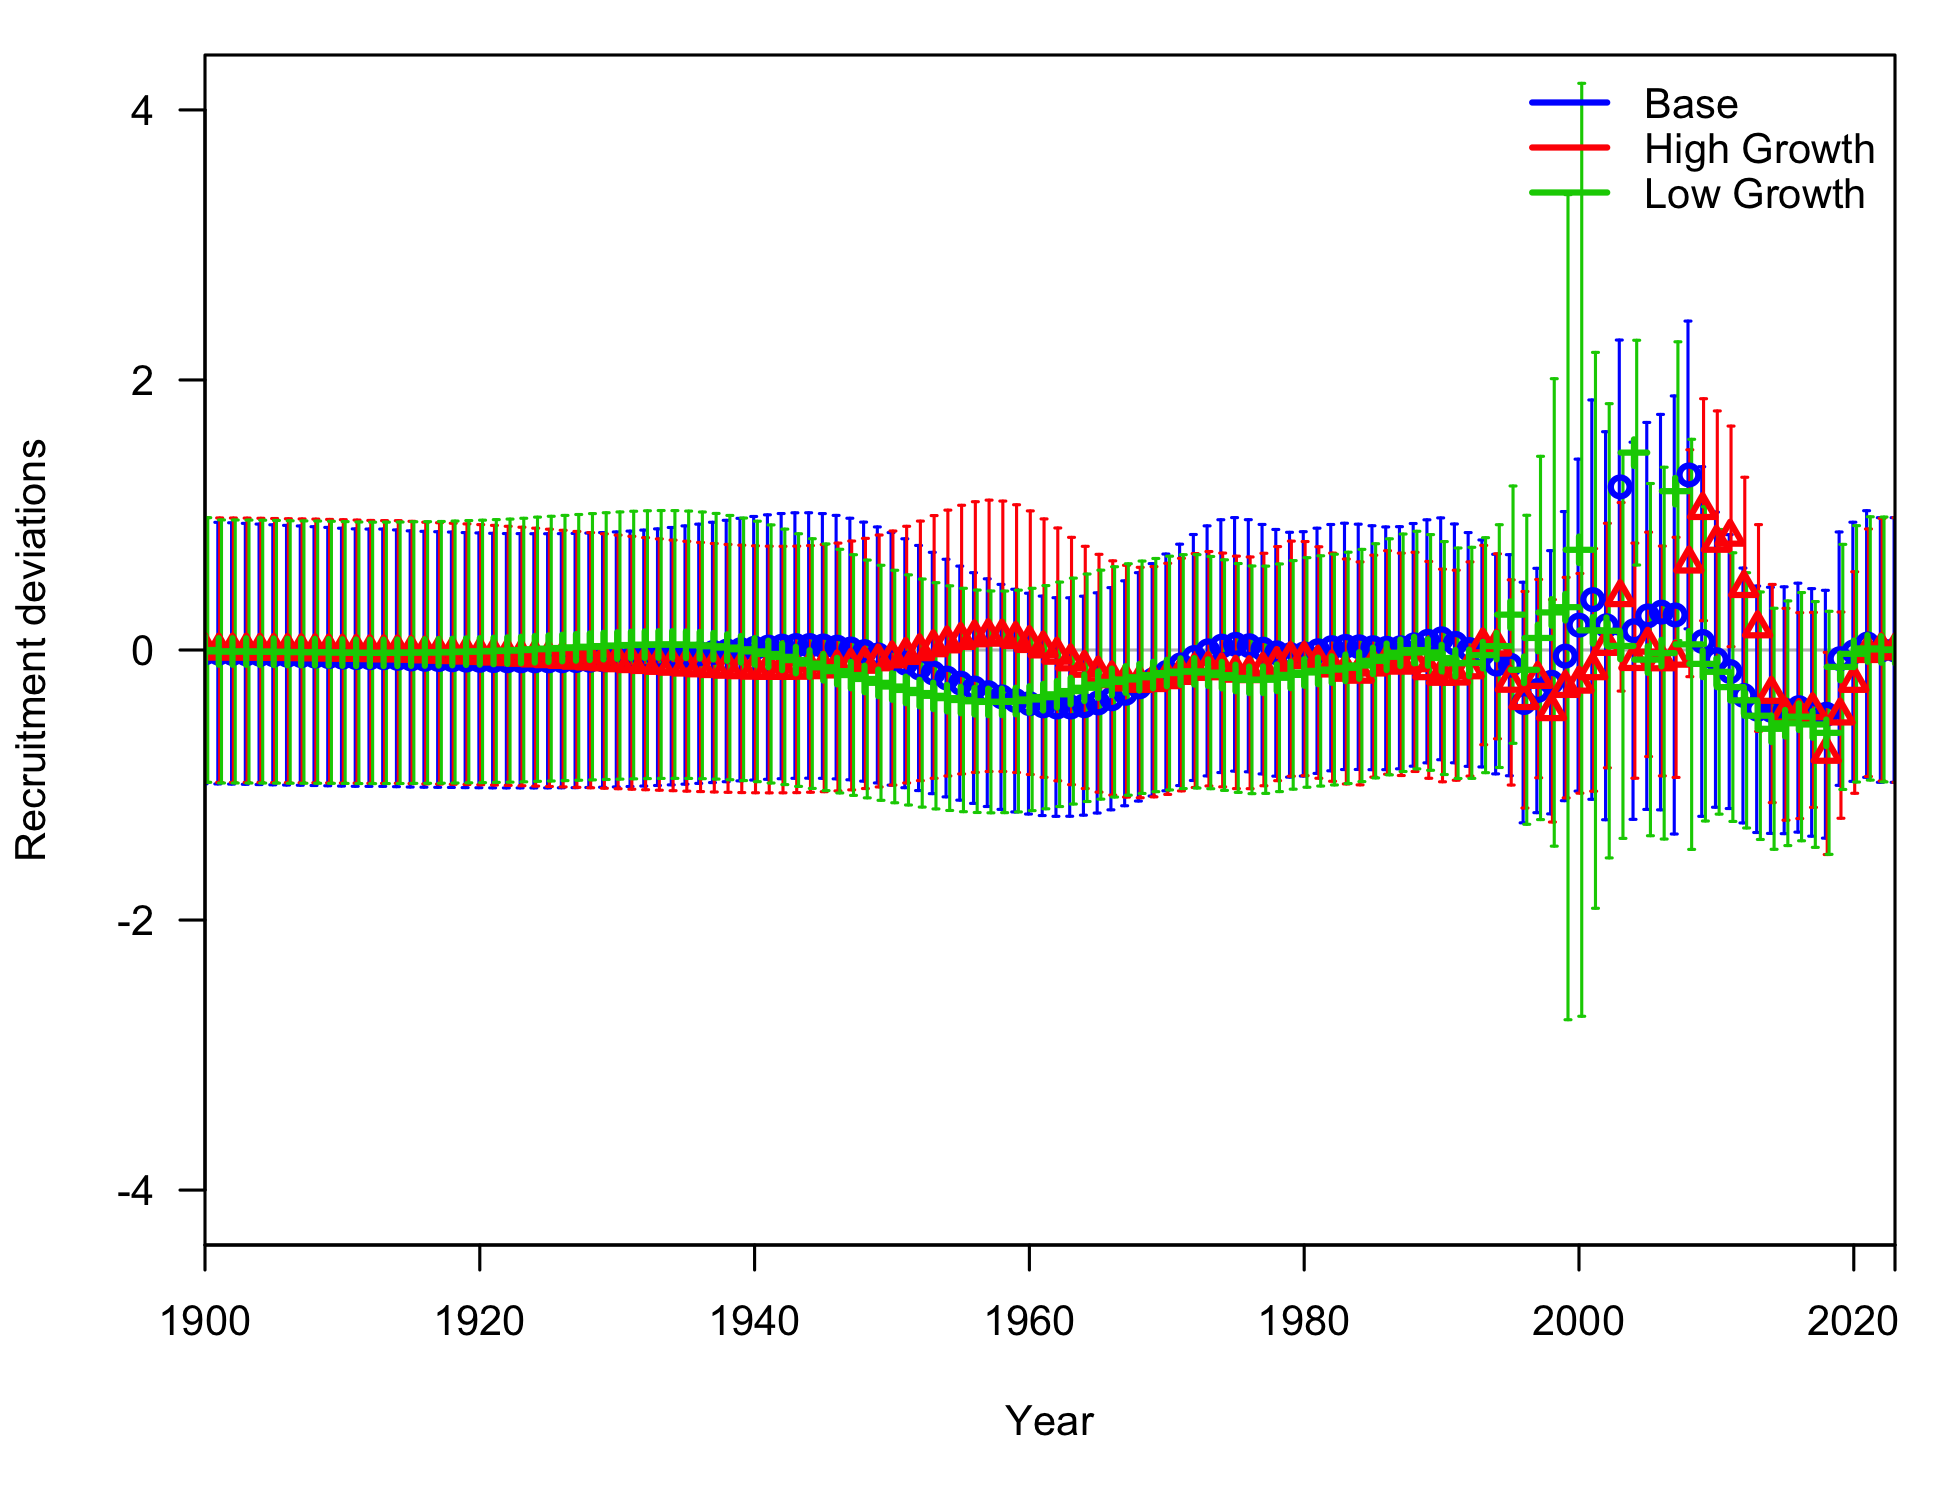 Base
High Growth
Low Growth
4
2
0
-2
-4
Recruitment deviations
1900 1920 1940 1960 1980 2000 2020
Year